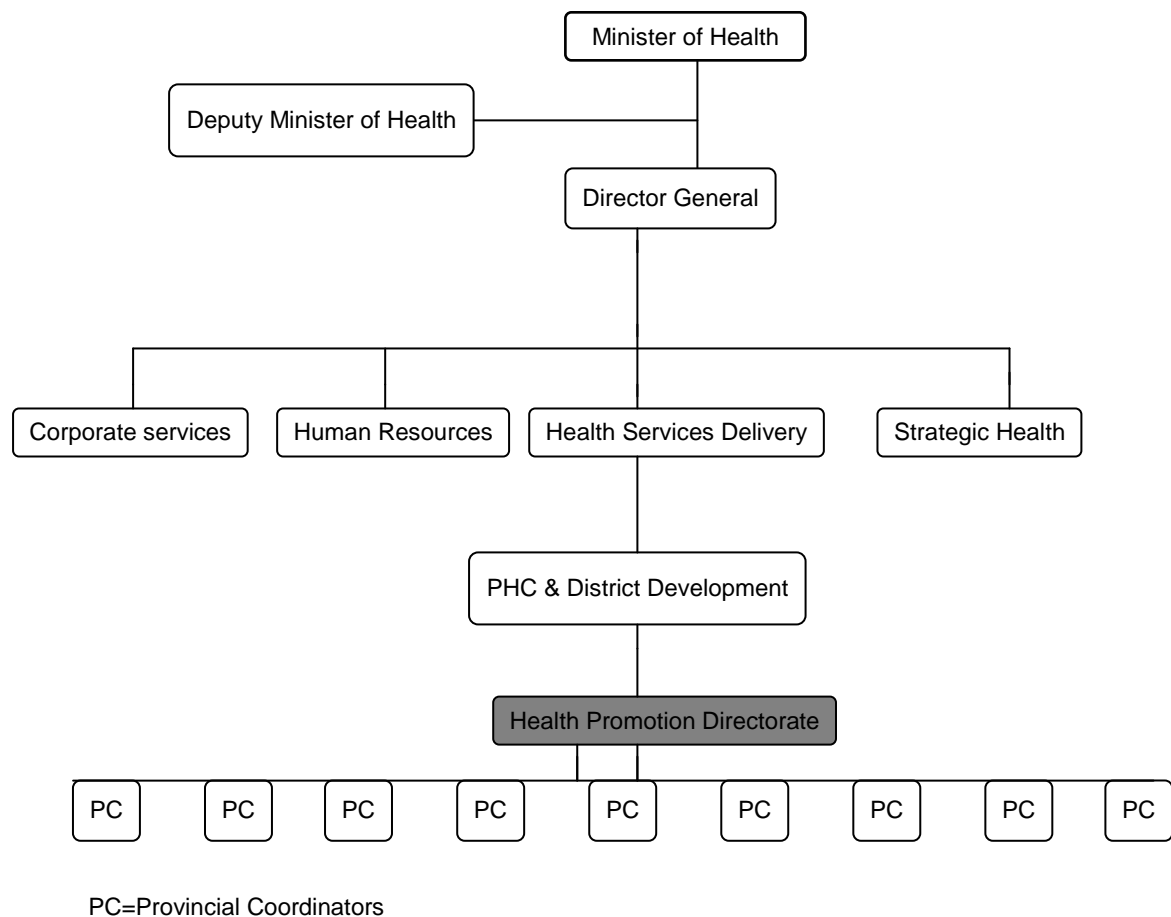 Minister of Health
Deputy Minister of Health
Director General
Corporate services
Human Resources
Health Services Delivery
Strategic Health
PHC & District Development
Health Promotion Directorate
PC
PC
PC
PC
PC
PC
PC
PC
PC
PC=Provincial Coordinators